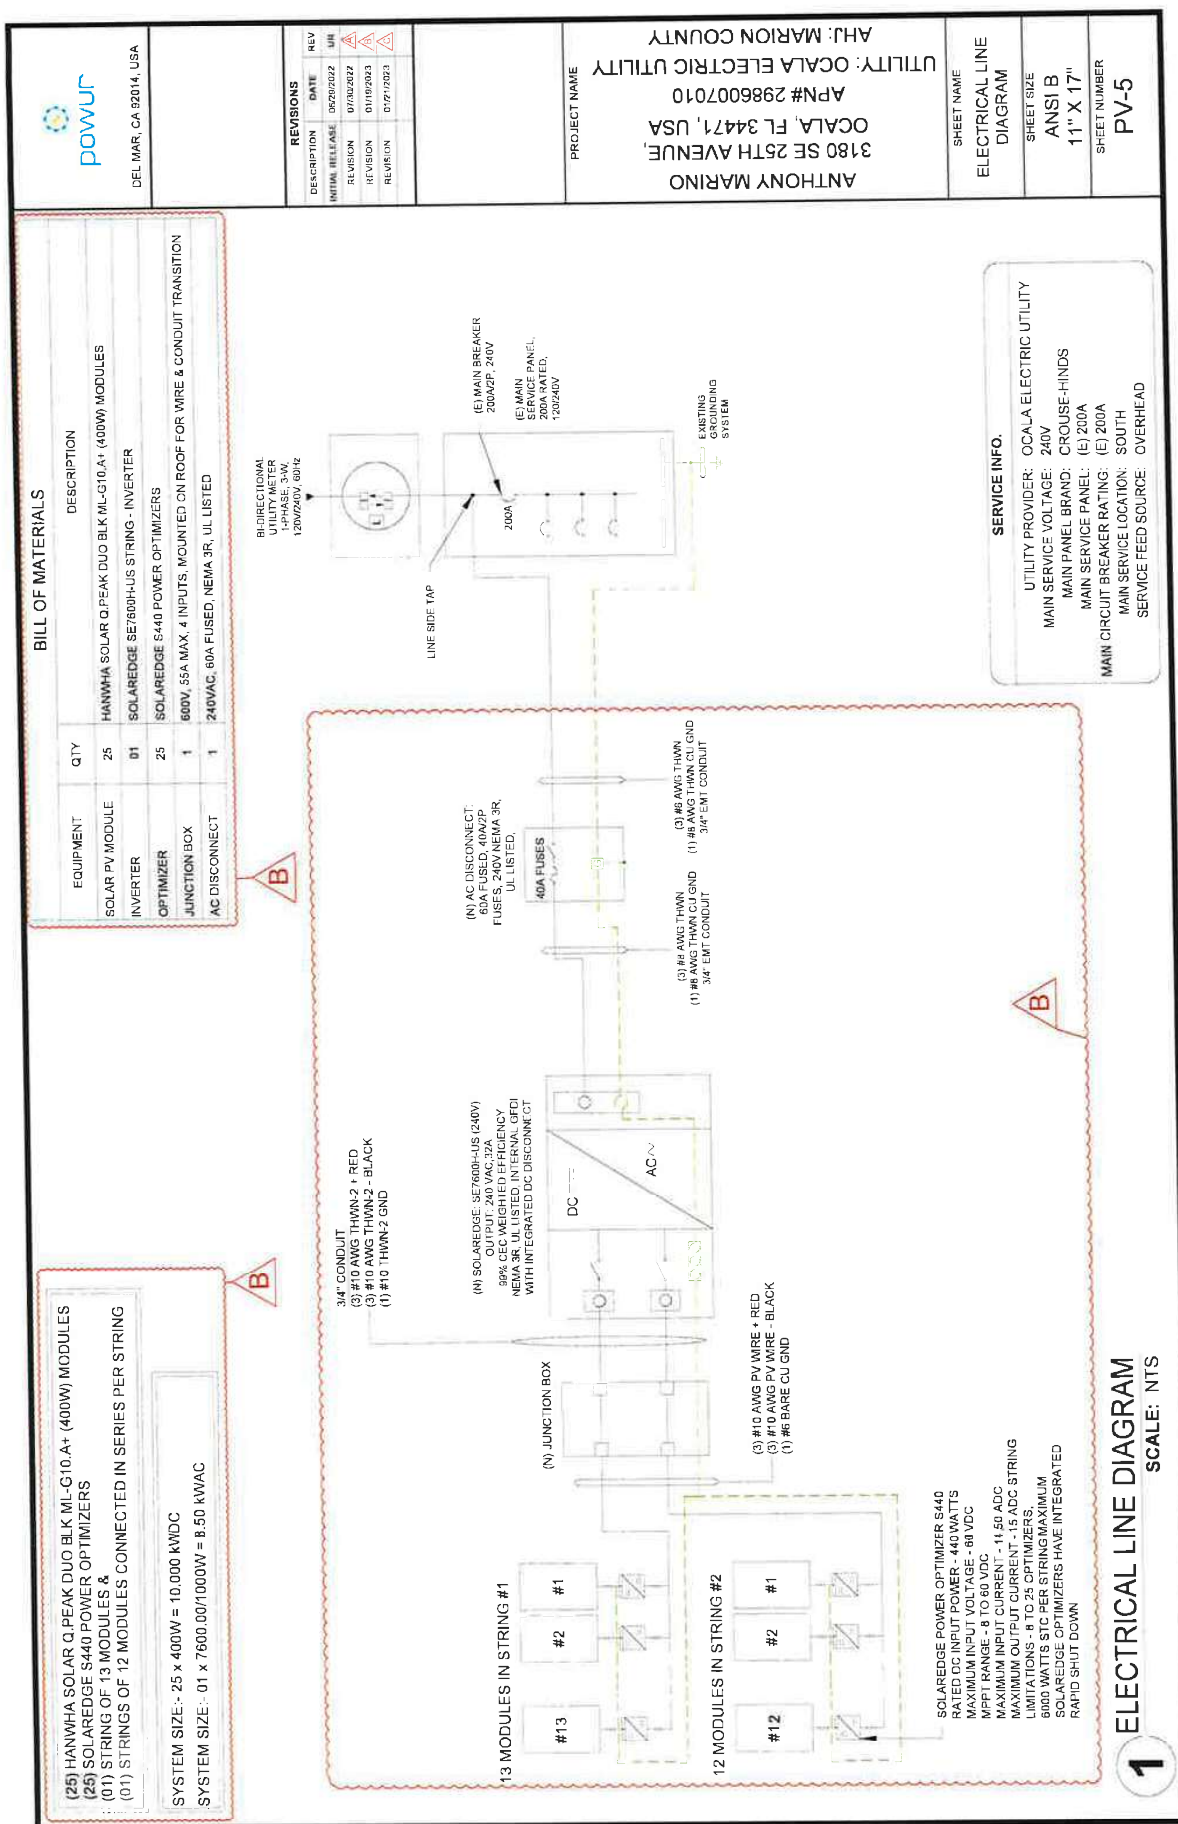 (25) HANWHA SOLAR Q.PEAK DUO BLK ML-G10.A+ (400W) MODULES
(25) SOLAREDGE S440 POWER OPTIMIZERS
(01) STRING OF 13 MODULES &
(01) STRINGS OF 12 MODULES CONNECTED IN SERIES PER STRING
SYSTEM SIZE:- 25 x 400W = 10.000 kWDC
SYSTEM SIZE:- 01 x 7600.00/1000W = 8.50 kWAC
B
BILL OF MATERIALS
EQUIPMENT QTY DESCRIPTION
SOLAR PV MODULE 25 HANWHA SOLAR Q.PEAK DUO BLK ML-G10.A+ (400W) MODULES
INVERTER 01 SOLAREDGE SE7600H-US STRING - INVERTER
OPTIMIZER 25 SOLAREDGE S440 POWER OPTIMIZERS
JUNCTION BOX 1 600V, 55A MAX, 4 INPUTS, MOUNTED ON ROOF FOR WIRE & CONDUIT TRANSITION
AC DISCONNECT 1 240VAC, 60A FUSED, NEMA 3R, UL LISTED
B
powur
DEL MAR, CA 92014, USA
REVISIONS
DESCRIPTION DATE REV
INITIAL RELEASE 06/29/2022 UR
REVISION 07/30/2022 A
REVISION 01/19/2023 B
REVISION 01/21/2023 C
PROJECT NAME
ANTHONY MARINO
3180 SE 25TH AVENUE,
OCALA, FL 34471, USA
APN# 2986007010
UTILITY: OCALA ELECTRIC UTILITY
AHJ: MARION COUNTY
SHEET NAME
ELECTRICAL LINE
DIAGRAM
SHEET SIZE
ANSI B
11" X 17"
SHEET NUMBER
PV-5
13 MODULES IN STRING #1
#13
#2
#1
12 MODULES IN STRING #2
#12
#2
#1
SOLAREDGE POWER OPTIMIZER S440
RATED DC INPUT POWER - 440 WATTS
MAXIMUM INPUT VOLTAGE - 60 VDC
MPPT RANGE - 8 TO 60 VDC
MAXIMUM INPUT CURRENT - 14.50 ADC
MAXIMUM OUTPUT CURRENT - 15 ADC STRING
LIMITATIONS - 8 TO 25 OPTIMIZERS,
6000 WATTS STC PER STRING MAXIMUM
SOLAREDGE OPTIMIZERS HAVE INTEGRATED
RAPID SHUT DOWN
(N) JUNCTION BOX
(3) #10 AWG PV WIRE + RED
(3) #10 AWG PV WIRE - BLACK
(1) #6 BARE CU GND
3/4" CONDUIT
(3) #10 AWG THWN-2 + RED
(3) #10 AWG THWN-2 - BLACK
(1) #10 THWN-2 GND
(N) SOLAREDGE: SE7600H-US (240V)
OUTPUT: 240 VAC,32A
99% CEC WEIGHTED EFFICIENCY
NEMA 3R, UL LISTED, INTERNAL GFDI
WITH INTEGRATED DC DISCONNECT
DC
AC
(3) #8 AWG THWN
(1) #8 AWG THWN CU GND
3/4" EMT CONDUIT
(N) AC DISCONNECT:
60A FUSED, 40A/2P
FUSES, 240V NEMA 3R,
UL LISTED,
40A FUSES
(3) #6 AWG THWN
(1) #8 AWG THWN CU GND
3/4" EMT CONDUIT
LINE SIDE TAP
BI-DIRECTIONAL
UTILITY METER
1-PHASE, 3-W,
120V/240V, 60Hz
200A
(E) MAIN BREAKER
200A/2P, 240V
(E) MAIN
SERVICE PANEL,
200A RATED,
120/240V
EXISTING
GROUNDING
SYSTEM
B
SERVICE INFO.
UTILITY PROVIDER: OCALA ELECTRIC UTILITY
MAIN SERVICE VOLTAGE: 240V
MAIN PANEL BRAND: CROUSE-HINDS
MAIN SERVICE PANEL: (E) 200A
MAIN CIRCUIT BREAKER RATING: (E) 200A
MAIN SERVICE LOCATION: SOUTH
SERVICE FEED SOURCE: OVERHEAD
1 ELECTRICAL LINE DIAGRAM
SCALE: NTS